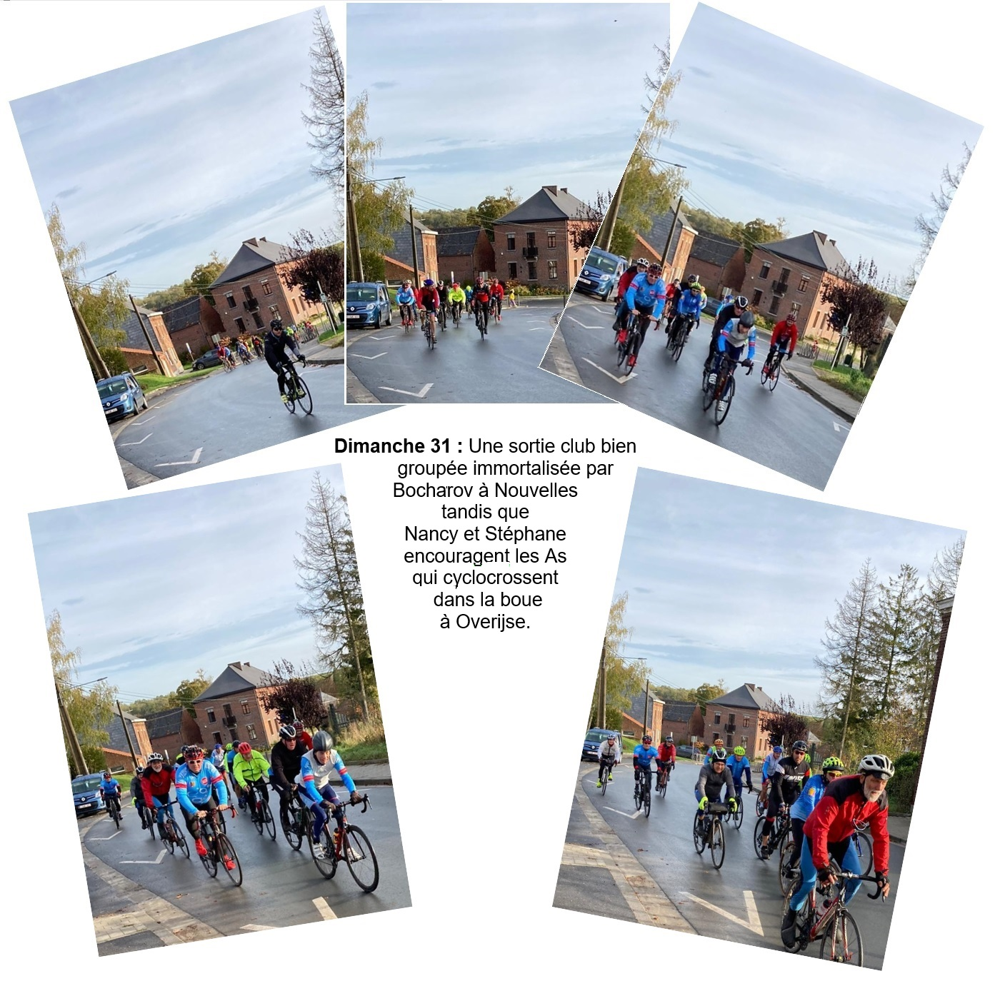 Dimanche 31 : Une sortie club bien
groupée immortalisée par
Bocharov à Nouvelles
tandis que
Nancy et Stéphane
encouragent les As
qui cyclocrossent
dans la boue
à Overijse.